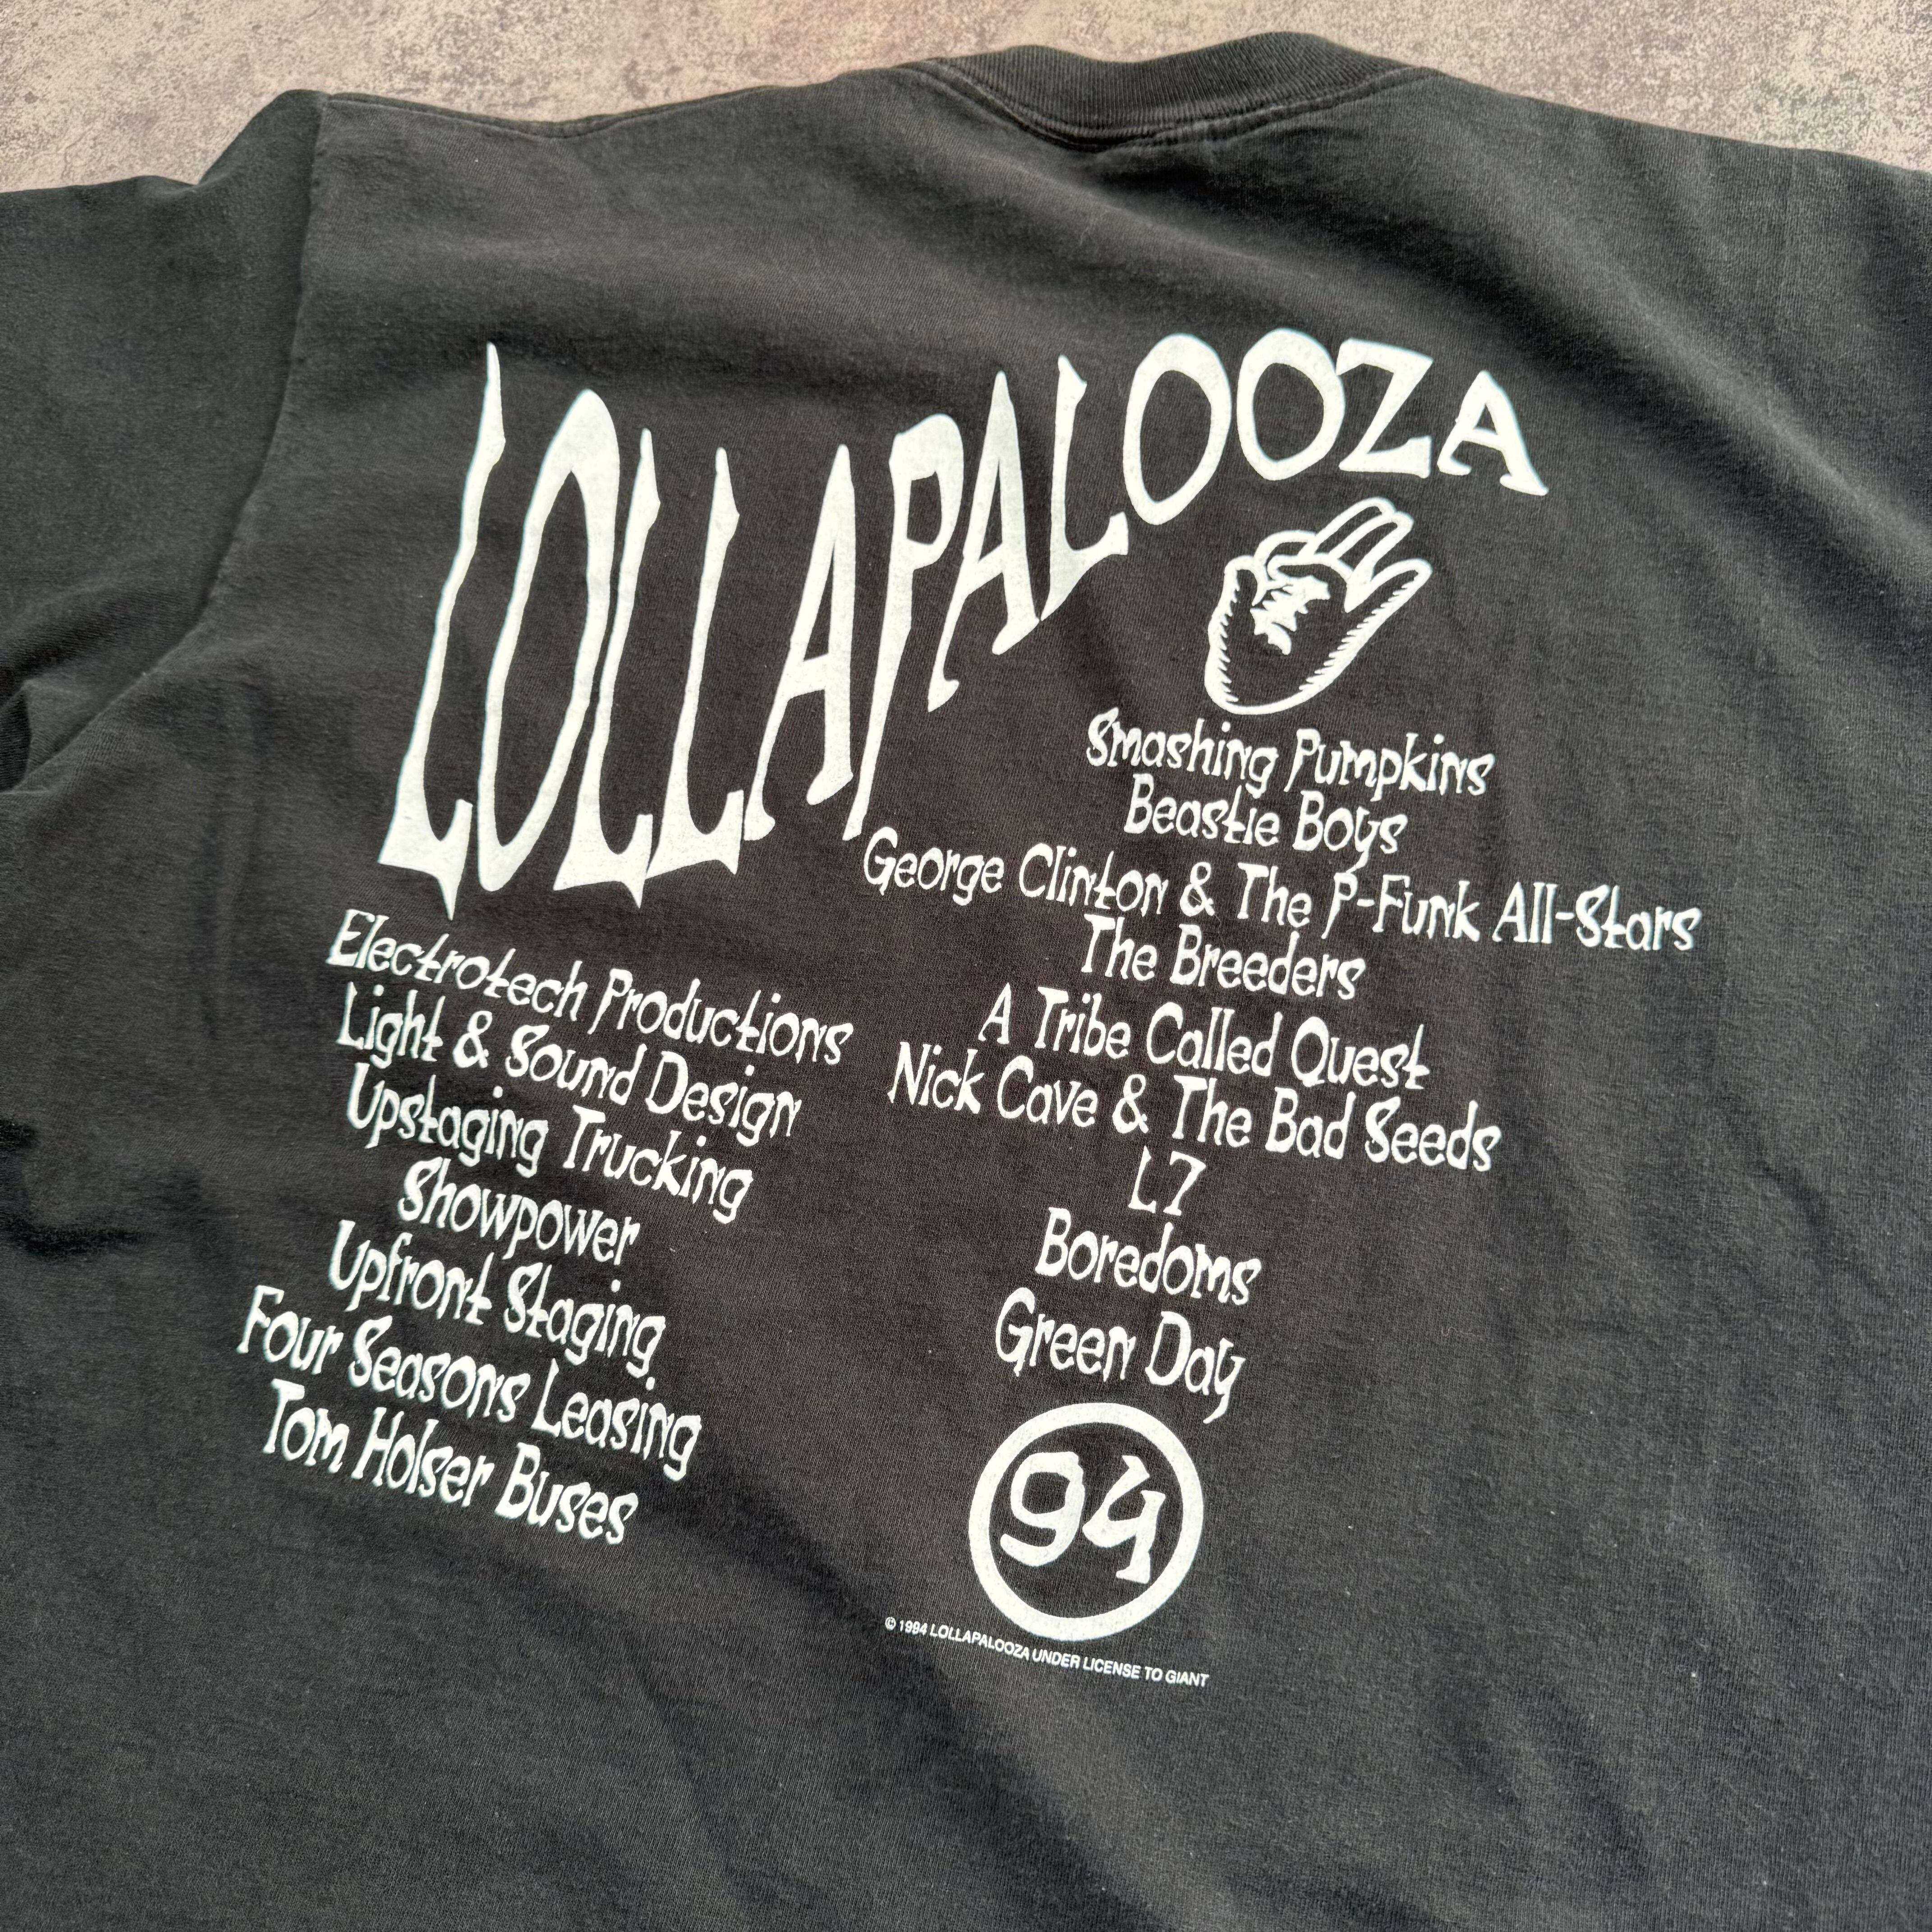 LOLLAPALOOZA
Smashing Pumpkins
Beastie Boys
George Clinton & The P-Funk All-Stars
The Breeders
A Tribe Called Quest
Nick Cave & The Bad Seeds
L7
Boredoms
Green Day
Electrotech Productions
Light & Sound Design
Upstaging Trucking
Showpower
Upfront Staging
Four Seasons Leasing
Tom Holser Buses
94
© 1994 LOLLAPALOOZA UNDER LICENSE TO GIANT